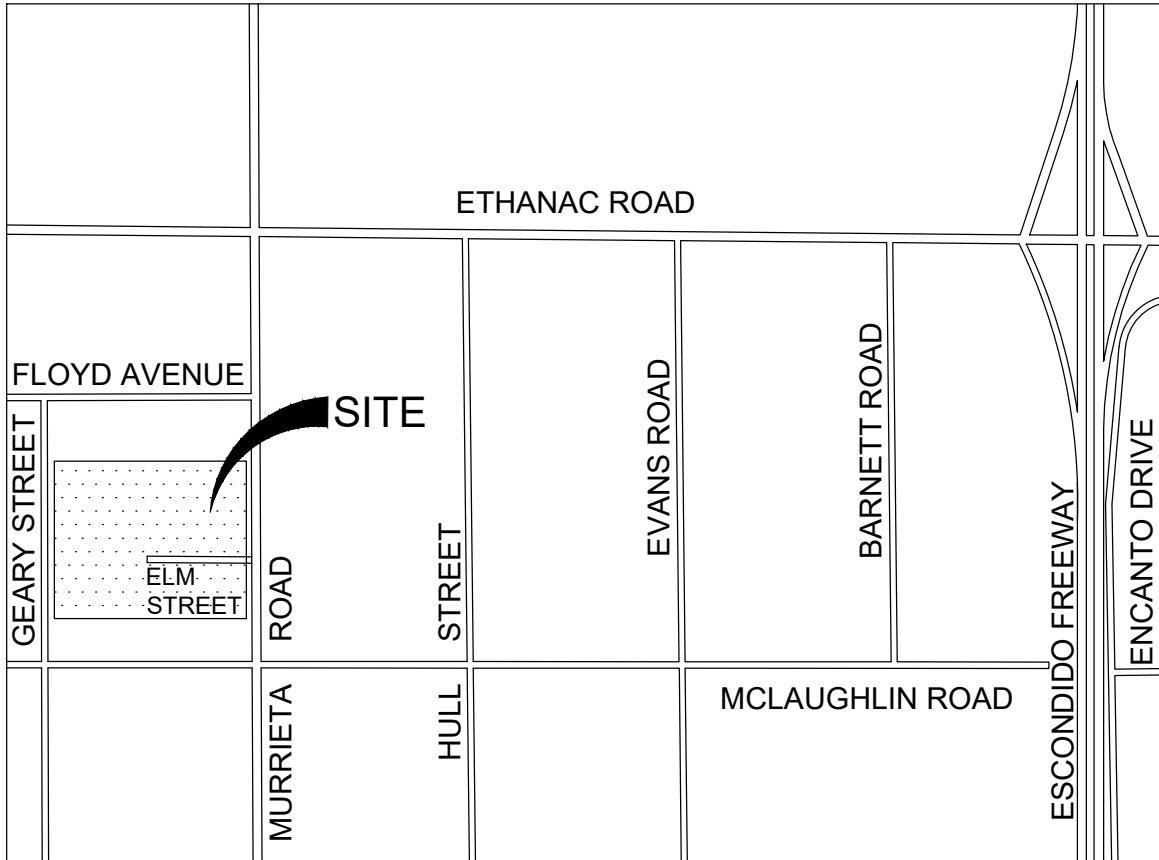 ETHANAC ROAD
FLOYD AVENUE
SITE
GEARY STREET
ELM
STREET
MURRIETA ROAD
HULL STREET
EVANS ROAD
BARNETT ROAD
MCLAUGHLIN ROAD
ESCONDIDO FREEWAY
ENCANTO DRIVE